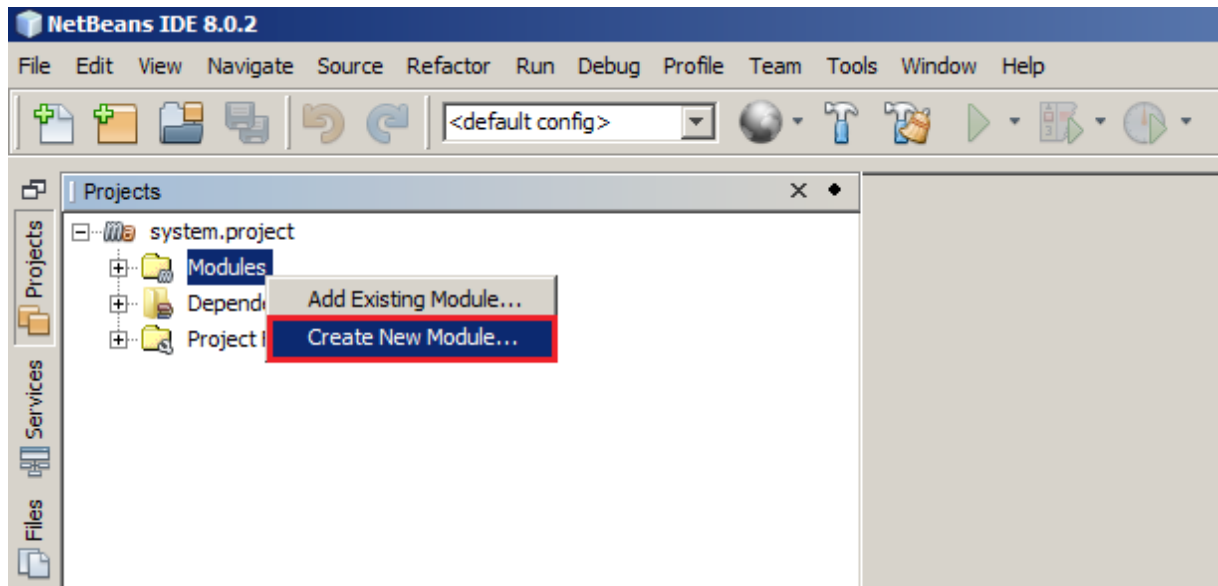 NetBeans IDE 8.0.2
File Edit View Navigate Source Refactor Run Debug Profile Team Tools Window Help
<default config>
Projects
system.project
Modules
Add Existing Module...
Create New Module...
Projects
Services
Files